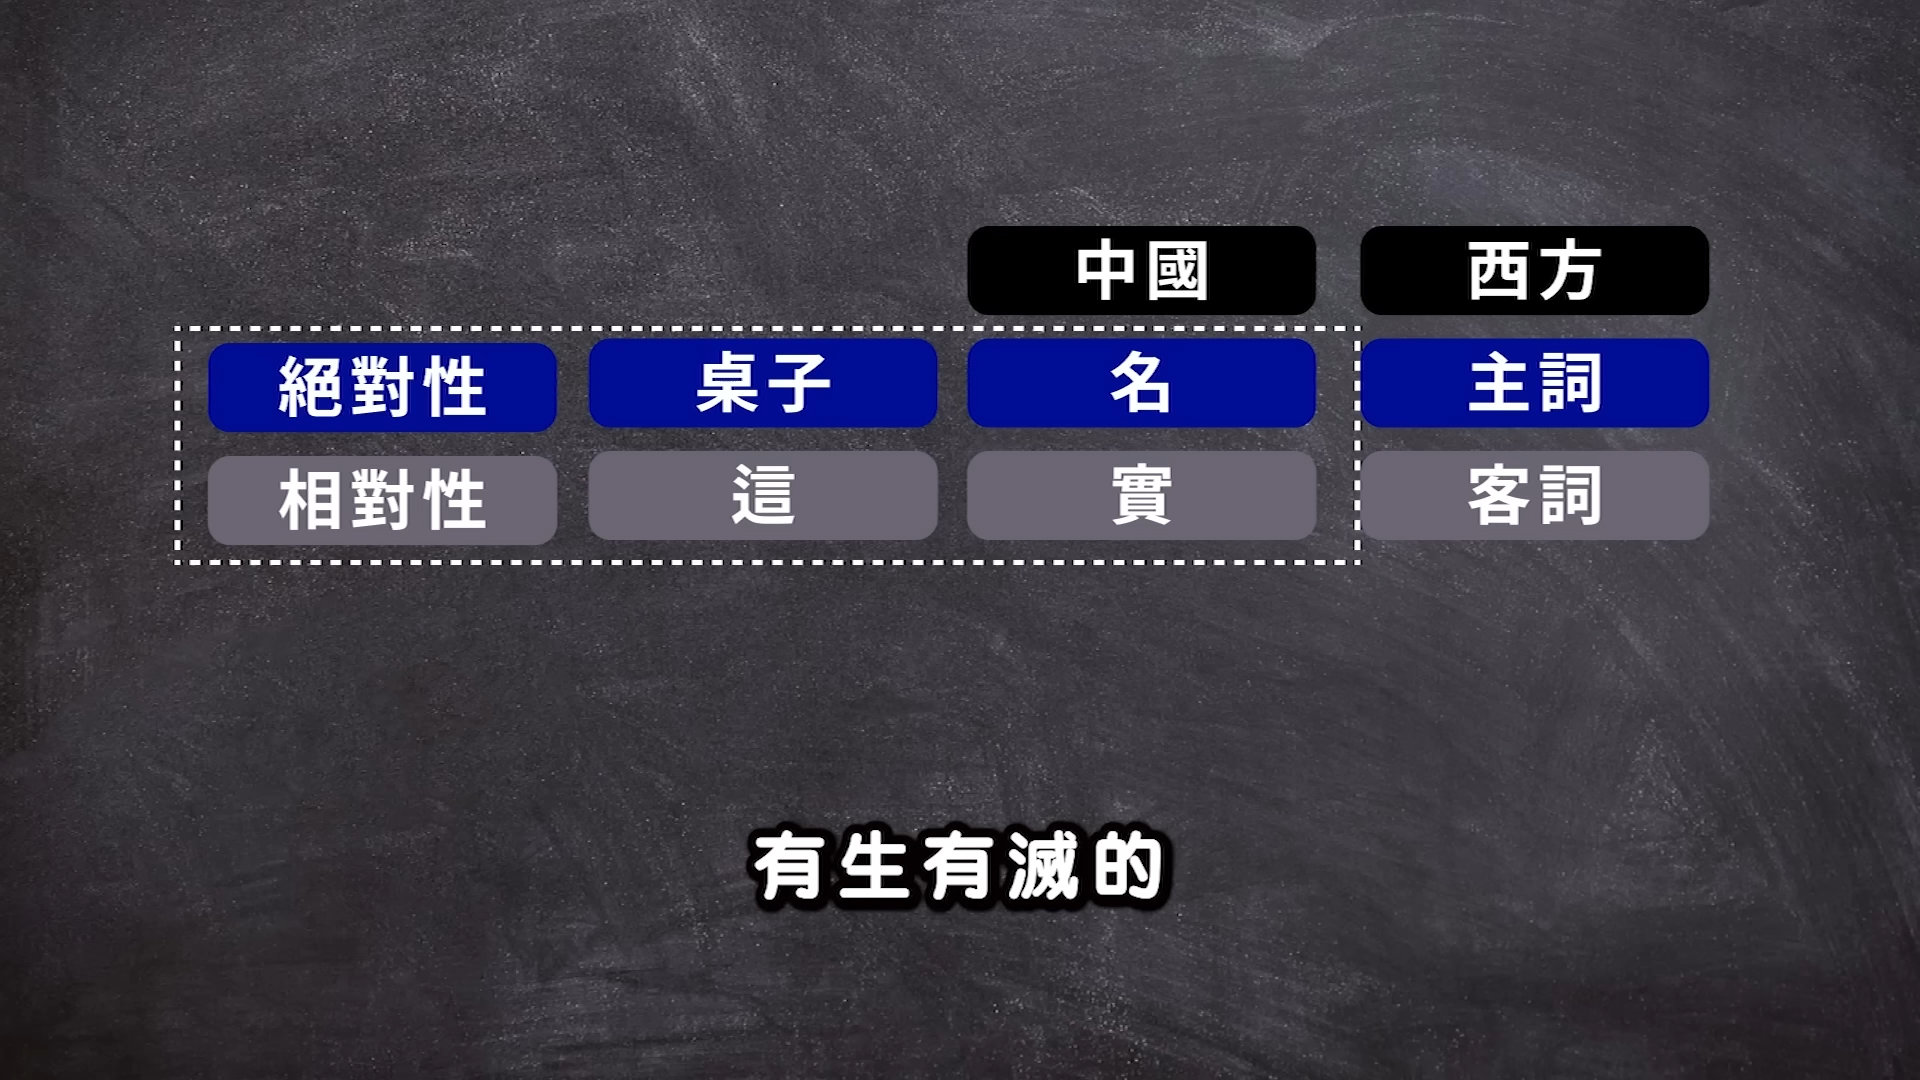 中國 西方
絕對性 桌子 名 主詞
相對性 這 實 客詞
有生有滅的